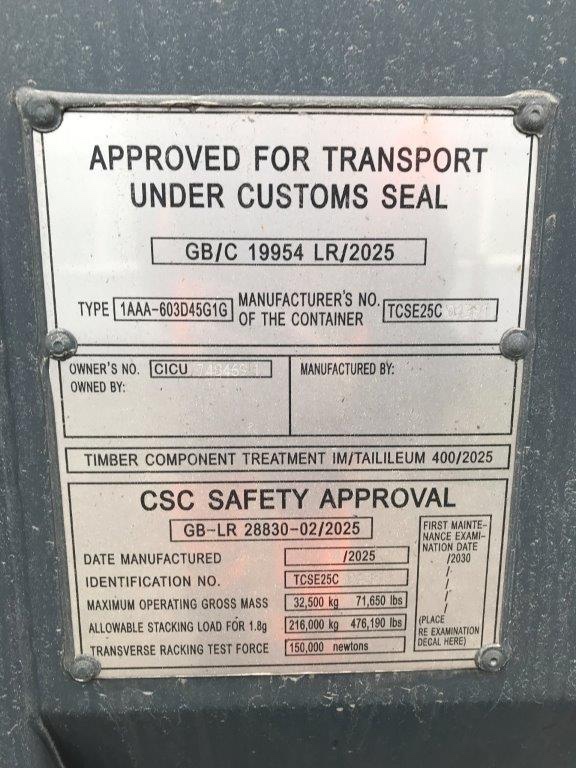 APPROVED FOR TRANSPORT
UNDER CUSTOMS SEAL
GB/C 19954 LR/2025
TYPE 1AAA-603D45G1G MANUFACTURER'S NO. OF THE CONTAINER TCSE25C
OWNER'S NO. CICU
OWNED BY:
MANUFACTURED BY:
TIMBER COMPONENT TREATMENT IM/TAILILEUM 400/2025
CSC SAFETY APPROVAL
GB-LR 28830-02/2025
DATE MANUFACTURED /2025
IDENTIFICATION NO. TCSE25C
MAXIMUM OPERATING GROSS MASS 32,500 kg 71,650 lbs
ALLOWABLE STACKING LOAD FOR 1.8g 216,000 kg 476,190 lbs
TRANSVERSE RACKING TEST FORCE 150,000 newtons
FIRST MAINTE-
NANCE EXAMI-
NATION DATE
/2030
/
/
/
/
(PLACE
RE EXAMINATION
DECAL HERE)